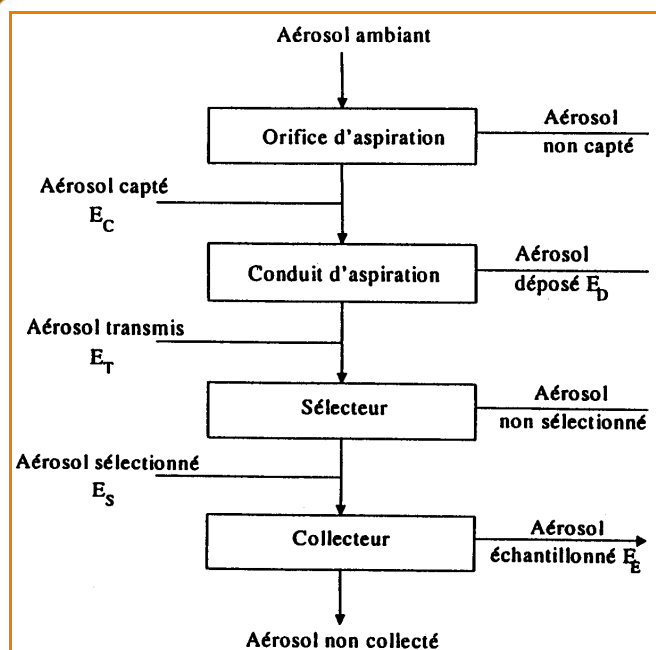 Aérosol ambiant
Orifice d'aspiration
Aérosol
non capté
Aérosol capté
E_C
Conduit d'aspiration
Aérosol
déposé E_D
Aérosol transmis
E_T
Sélecteur
Aérosol
non sélectionné
Aérosol sélectionné
E_S
Collecteur
Aérosol
échantillonné E_E
Aérosol non collecté